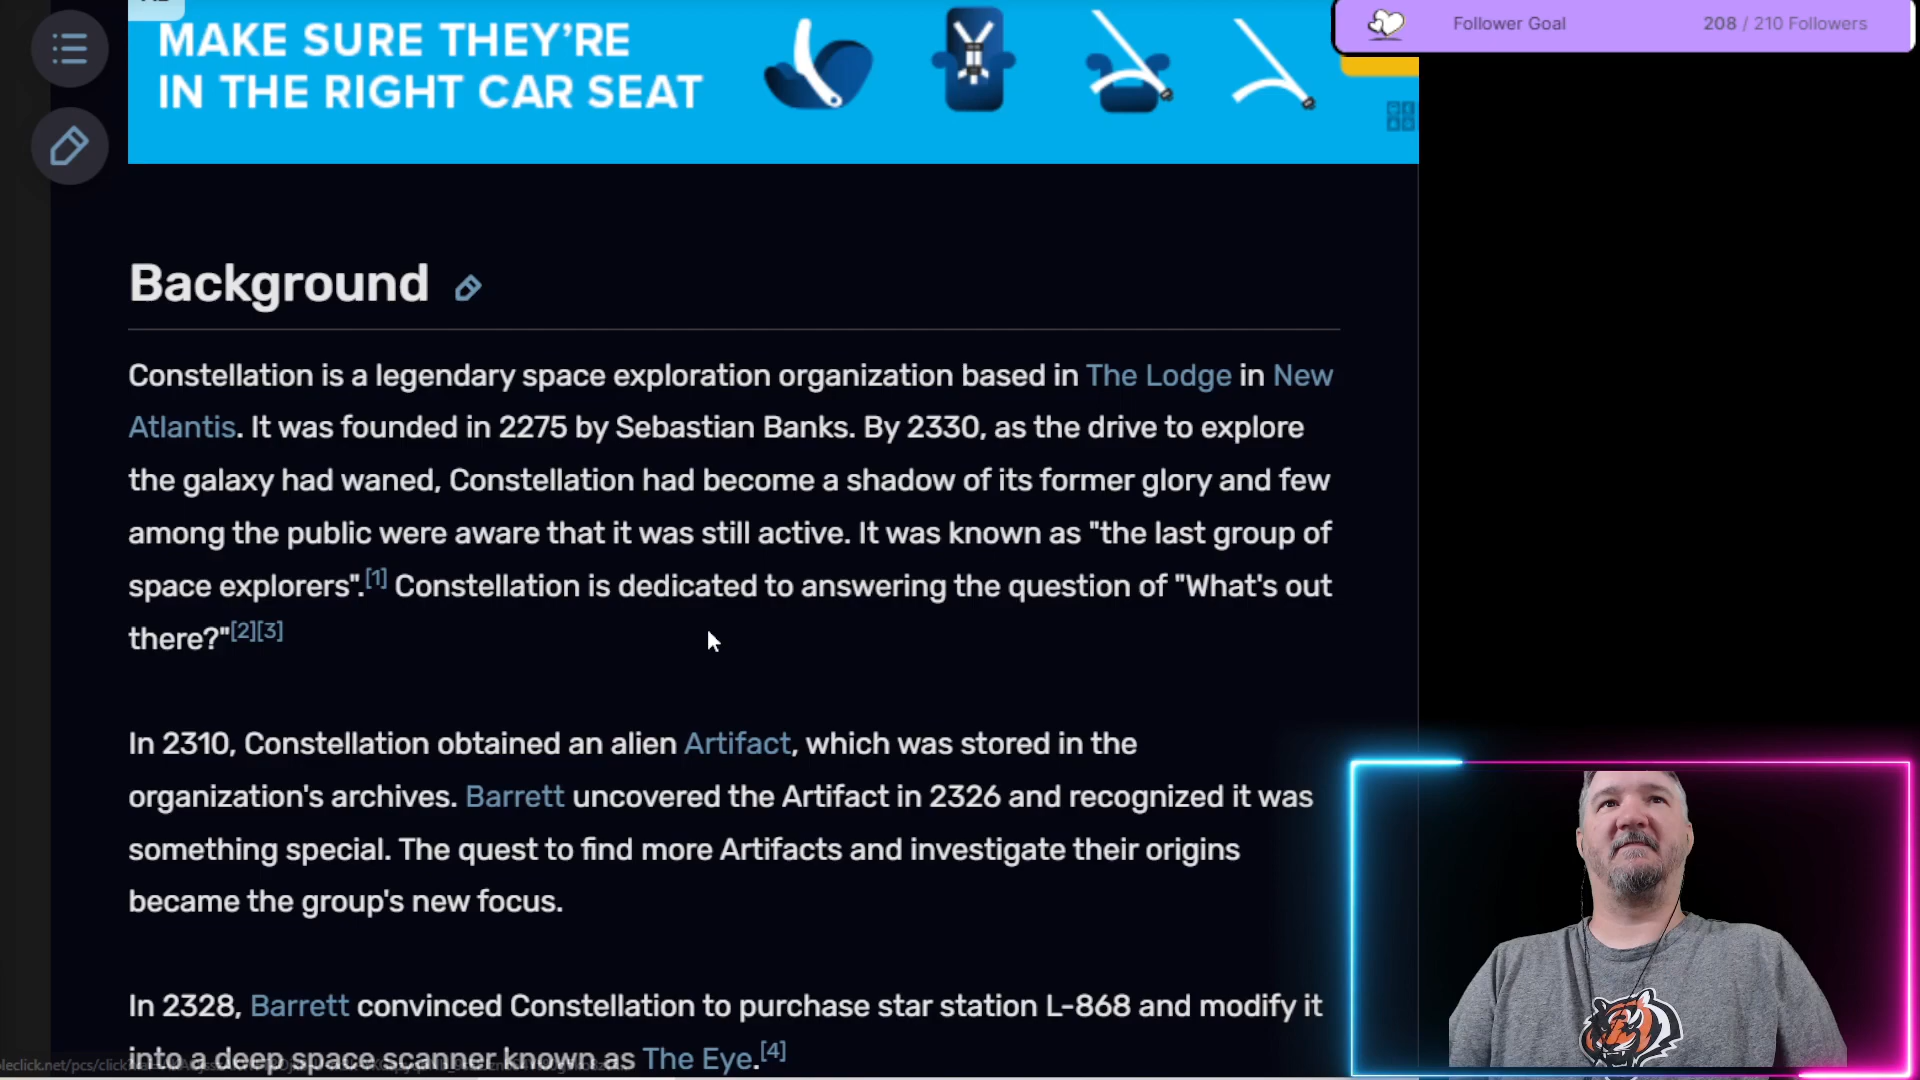 MAKE SURE THEY'RE
IN THE RIGHT CAR SEAT
Follower Goal
208 / 210 Followers
Background
Constellation is a legendary space exploration organization based in The Lodge in New
Atlantis. It was founded in 2275 by Sebastian Banks. By 2330, as the drive to explore
the galaxy had waned, Constellation had become a shadow of its former glory and few
among the public were aware that it was still active. It was known as "the last group of
space explorers".[1] Constellation is dedicated to answering the question of "What's out
there?"[2][3]
In 2310, Constellation obtained an alien Artifact, which was stored in the
organization's archives. Barrett uncovered the Artifact in 2326 and recognized it was
something special. The quest to find more Artifacts and investigate their origins
became the group's new focus.
In 2328, Barrett convinced Constellation to purchase star station L-868 and modify it
into a deep space scanner known as The Eye.[4]